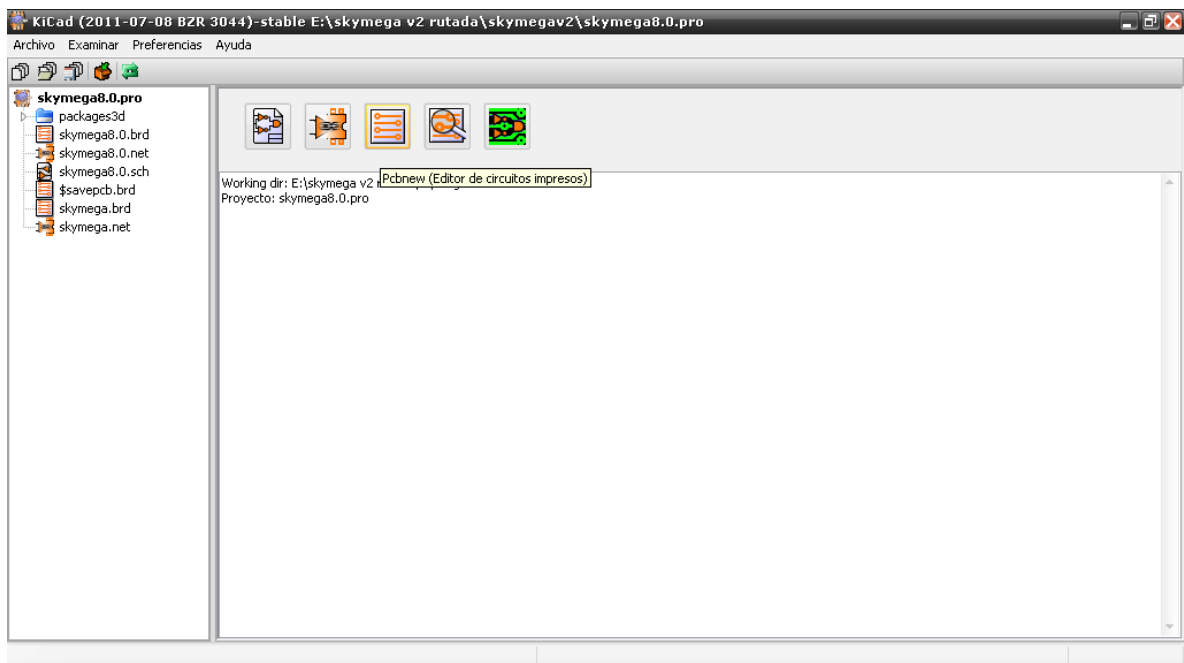 KiCad (2011-07-08 BZR 3044)-stable E:\skymega v2 rutada\skymegav2\skymega8.0.pro
Archivo Examinar Preferencias Ayuda
skymega8.0.pro
packages3d
skymega8.0.brd
skymega8.0.net
skymega8.0.sch
$savepcb.brd
skymega.brd
skymega.net
Pcbnew (Editor de circuitos impresos)
Working dir: E:\skymega v2
Proyecto: skymega8.0.pro